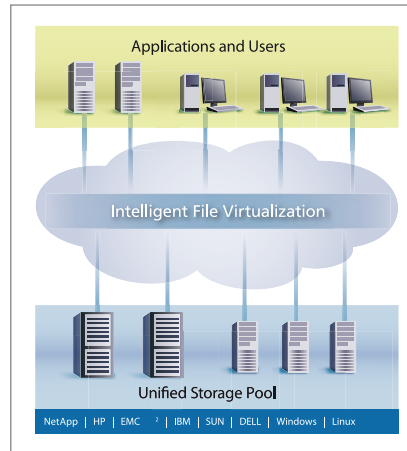 Applications and Users
Intelligent File Virtualization
Unified Storage Pool
NetApp | HP | EMC ² | IBM | SUN | DELL | Windows | Linux